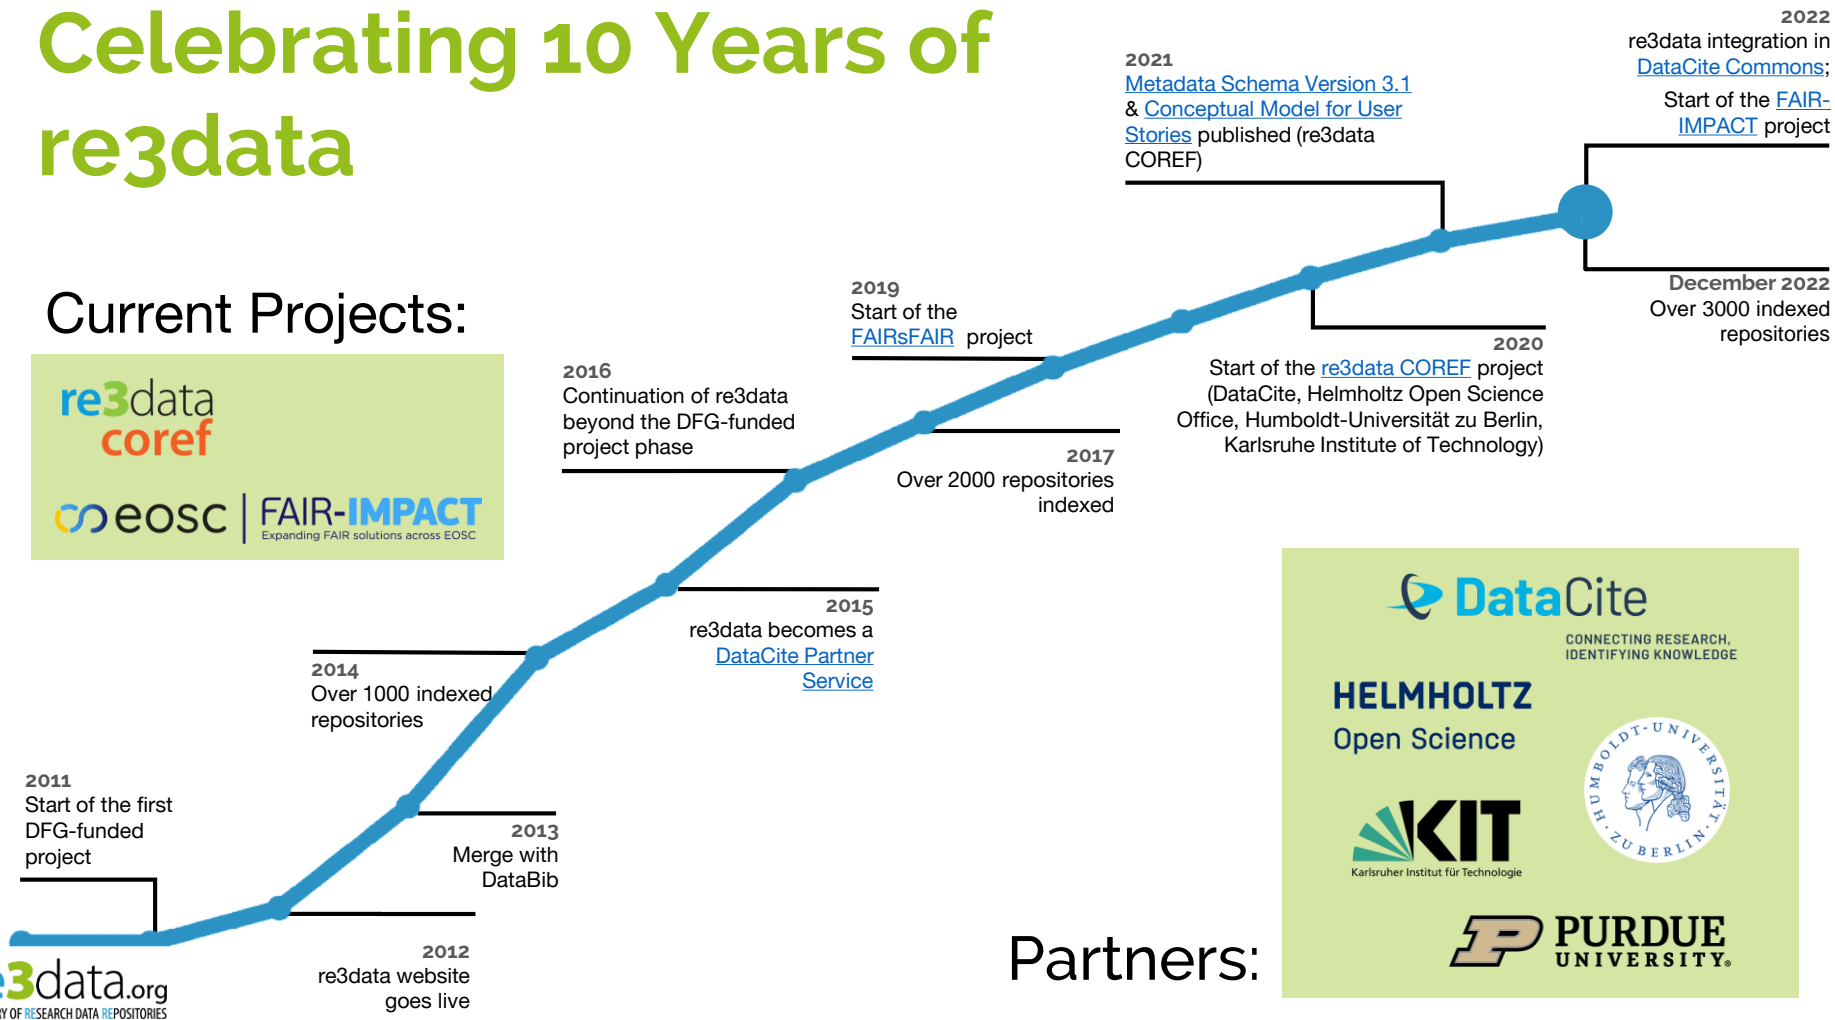 Celebrating 10 Years of
re3data
2022
re3data integration in
DataCite Commons;
Start of the FAIR-
IMPACT project
2021
Metadata Schema Version 3.1
& Conceptual Model for User
Stories published (re3data
COREF)
December 2022
Over 3000 indexed
repositories
2019
Start of the
FAIRsFAIR project
2020
Start of the re3data COREF project
(DataCite, Helmholtz Open Science
Office, Humboldt-Universität zu Berlin,
Karlsruhe Institute of Technology)
Current Projects:
re3data
coref
eosc | FAIR-IMPACT
Expanding FAIR solutions across EOSC
2016
Continuation of re3data
beyond the DFG-funded
project phase
2017
Over 2000 repositories
indexed
2015
re3data becomes a
DataCite Partner
Service
2014
Over 1000 indexed
repositories
2011
Start of the first
DFG-funded
project
2013
Merge with
DataBib
2012
re3data website
goes live
e3data.org
RY OF RESEARCH DATA REPOSITORIES
Partners:
DataCite
CONNECTING RESEARCH,
IDENTIFYING KNOWLEDGE
HELMHOLTZ
Open Science
HUMBOLDT-UNIVERSITÄT · ZU BERLIN ·
KIT
Karlsruher Institut für Technologie
P PURDUE
UNIVERSITY®